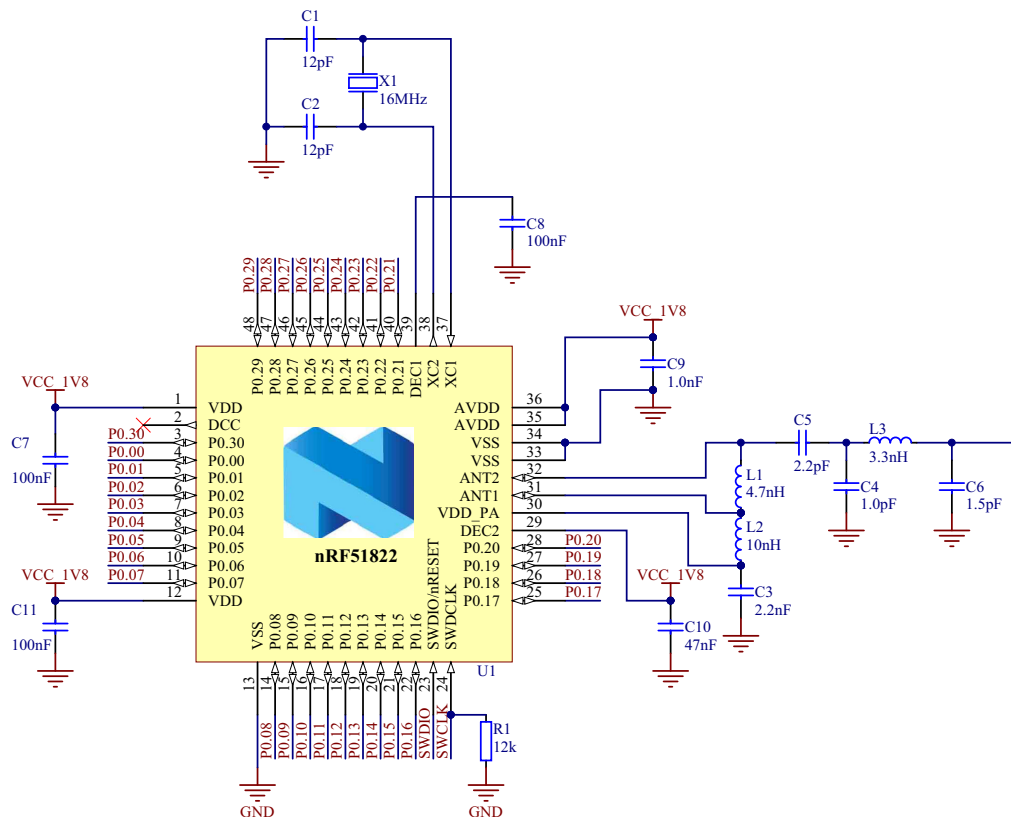 C1
12pF
X1
16MHz
C2
12pF
C8
100nF
P0.29
P0.28
P0.27
P0.26
P0.25
P0.24
P0.23
P0.22
P0.21
48
47
46
45
44
43
42
41
40
39
38
37
P0.29
P0.28
P0.27
P0.26
P0.25
P0.24
P0.23
P0.22
P0.21
DEC1
XC2
XC1
VCC_1V8
C9
1.0nF
VCC_1V8
C7
100nF
1 VDD
2 DCC
P0.30 3 P0.30
P0.00 4 P0.00
P0.01 5 P0.01
P0.02 6 P0.02
P0.03 7 P0.03
P0.04 8 P0.04
P0.05 9 P0.05
P0.06 10 P0.06
P0.07 11 P0.07
12 VDD
VCC_1V8
C11
100nF
nRF51822
AVDD 36
AVDD 35
VSS 34
VSS 33
ANT2 32
ANT1 31
VDD_PA 30
DEC2 29
P0.20 28 P0.20
P0.19 27 P0.19
P0.18 26 P0.18
P0.17 25 P0.17
C5
2.2pF
L3
3.3nH
L1
4.7nH
C4
1.0pF
C6
1.5pF
L2
10nH
C3
2.2nF
VCC_1V8
C10
47nF
VSS
P0.08
P0.09
P0.10
P0.11
P0.12
P0.13
P0.14
P0.15
P0.16
SWDIO/nRESET
SWDCLK
U1
13
14
15
16
17
18
19
20
21
22
23
24
P0.08
P0.09
P0.10
P0.11
P0.12
P0.13
P0.14
P0.15
P0.16
SWDIO
SWCLK
R1
12k
GND
GND